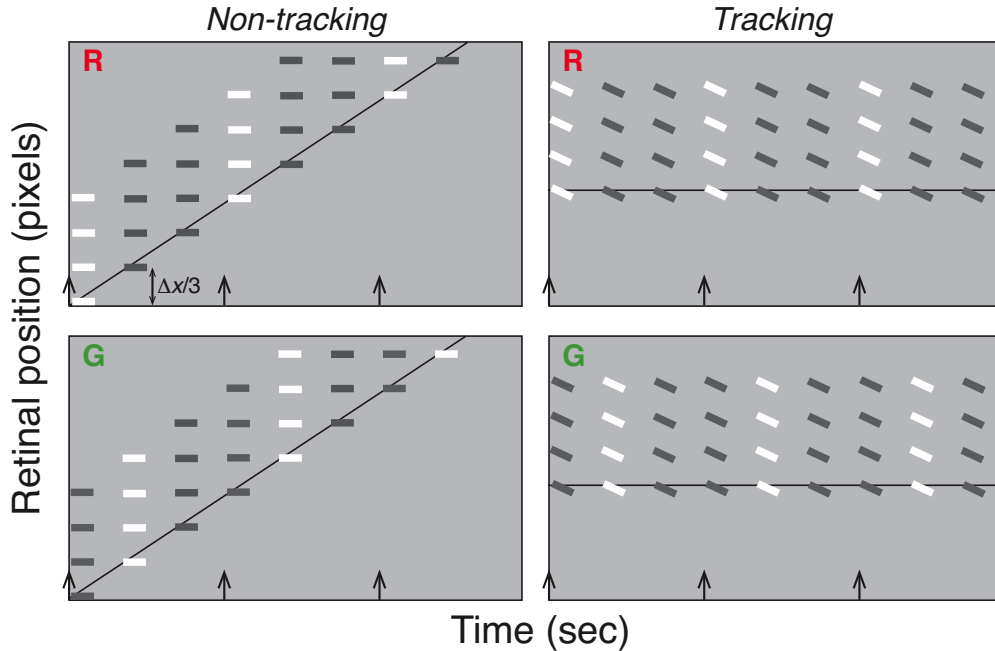 Non-tracking
Tracking
R
R
Δx/3
G
G
Retinal position (pixels)
Time (sec)